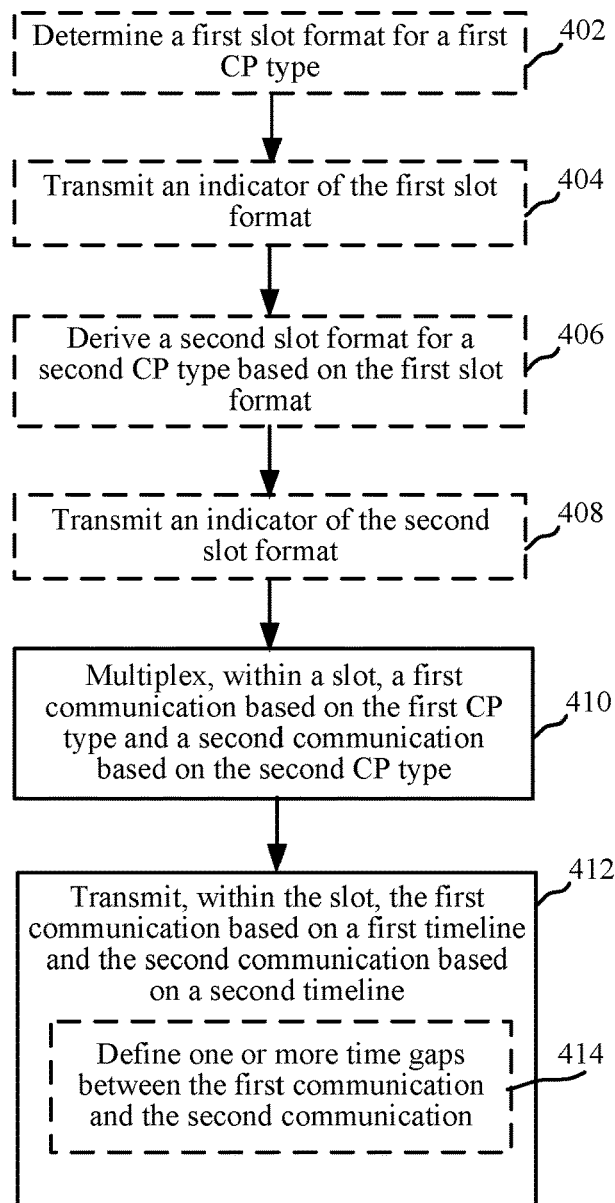 Determine a first slot format for a first
CP type
402
Transmit an indicator of the first slot
format
404
Derive a second slot format for a
second CP type based on the first slot
format
406
Transmit an indicator of the second
slot format
408
Multiplex, within a slot, a first
communication based on the first CP
type and a second communication
based on the second CP type
410
Transmit, within the slot, the first
communication based on a first timeline
and the second communication based
on a second timeline
412
Define one or more time gaps
between the first communication
and the second communication
414